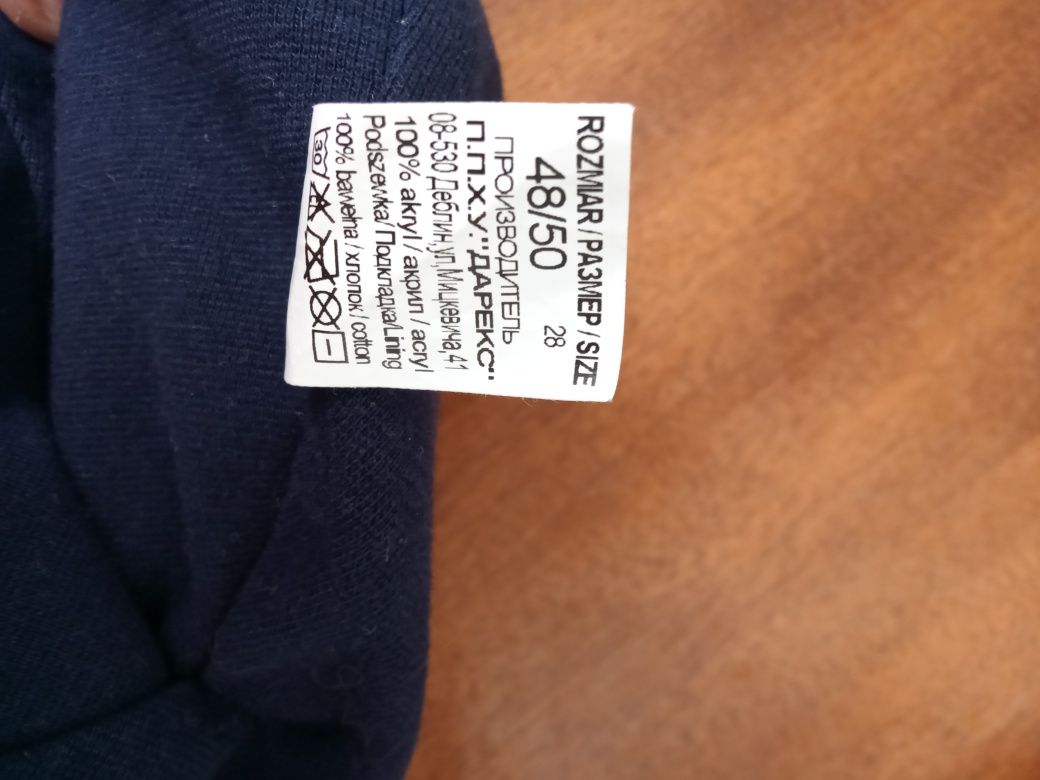 ROZMIAR / РАЗМЕР / SIZE
28
48/50
ПРОИЗВОДИТЕЛЬ
П.П.Х.У."ДАРЕКС"
08-530 Деблин,ул,Мицкевича,41
100% akryl / акрил / acryl
Podszewka/ Подкладка/Lining
100% bawełna / хлопок / cotton
30